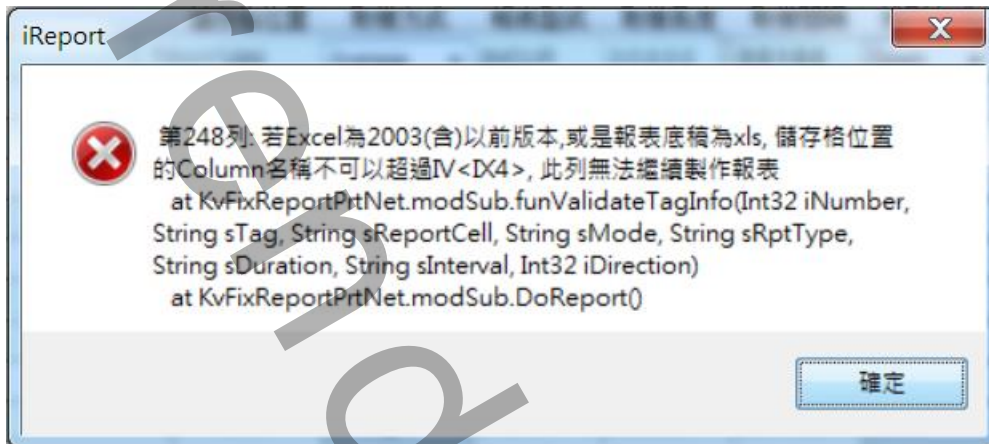 iReport
第248列: 若Excel為2003(含)以前版本,或是報表底稿為xls, 儲存格位置
的Column名稱不可以超過IV<IX4>, 此列無法繼續製作報表
at KvFixReportPrtNet.modSub.funValidateTagInfo(Int32 iNumber,
String sTag, String sReportCell, String sMode, String sRptType,
String sDuration, String sInterval, Int32 iDirection)
at KvFixReportPrtNet.modSub.DoReport()
確定